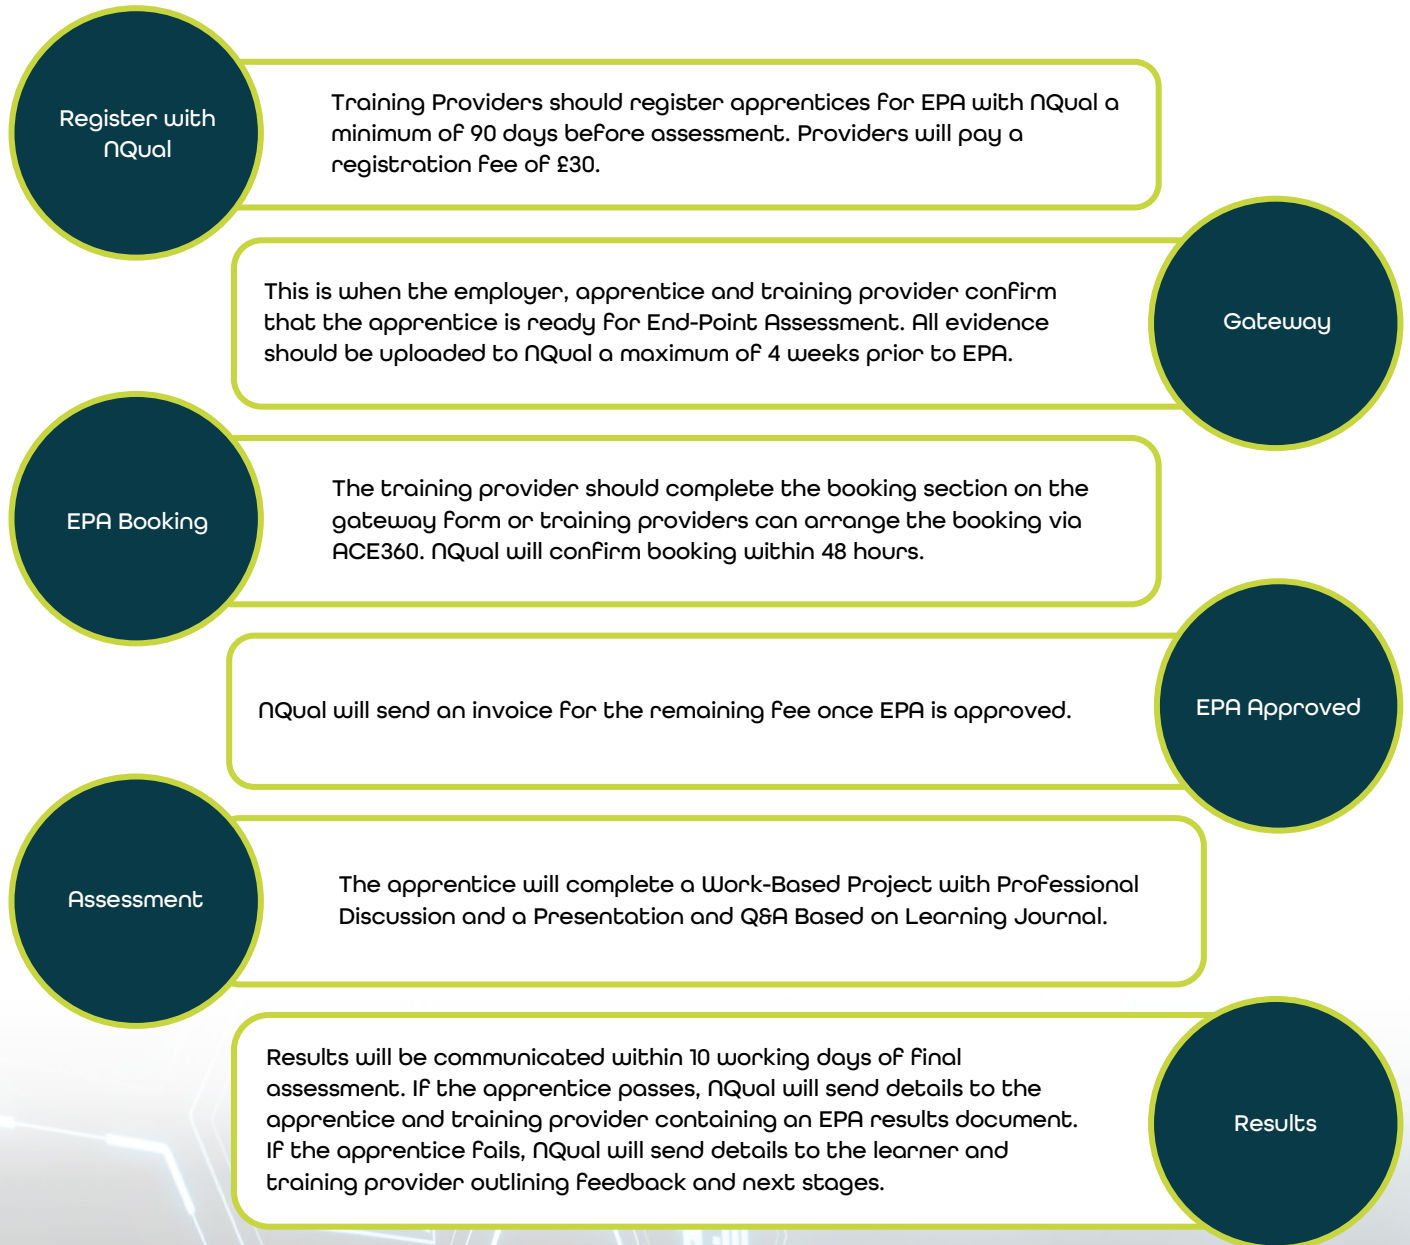 Register with
NQual
Training Providers should register apprentices for EPA with NQual a
minimum of 90 days before assessment. Providers will pay a
registration fee of £30.
This is when the employer, apprentice and training provider confirm
that the apprentice is ready for End-Point Assessment. All evidence
should be uploaded to NQual a maximum of 4 weeks prior to EPA.
Gateway
EPA Booking
The training provider should complete the booking section on the
gateway form or training providers can arrange the booking via
ACE360. NQual will confirm booking within 48 hours.
NQual will send an invoice for the remaining fee once EPA is approved.
EPA Approved
Assessment
The apprentice will complete a Work-Based Project with Professional
Discussion and a Presentation and Q&A Based on Learning Journal.
Results will be communicated within 10 working days of final
assessment. If the apprentice passes, NQual will send details to the
apprentice and training provider containing an EPA results document.
If the apprentice fails, NQual will send details to the learner and
training provider outlining feedback and next stages.
Results